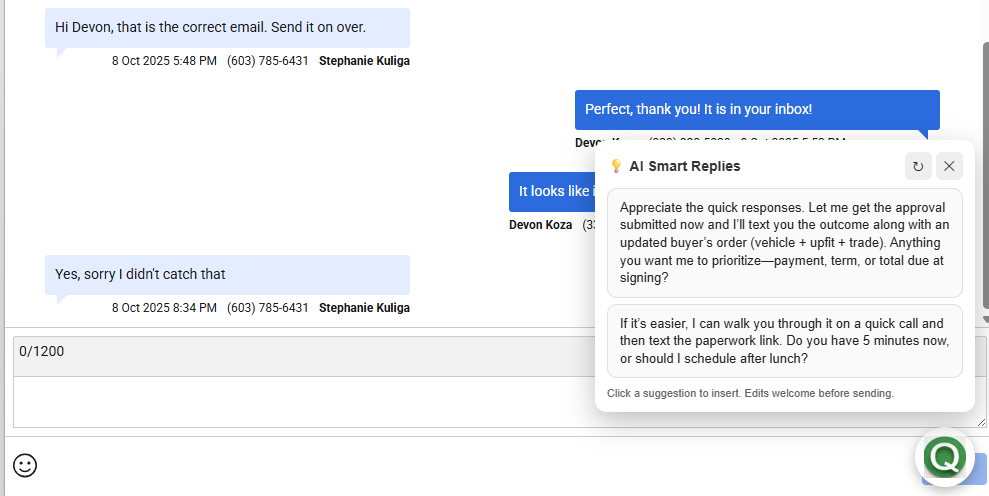 Hi Devon, that is the correct email. Send it on over.
8 Oct 2025 5:48 PM (603) 785-6431 Stephanie Kuliga
Perfect, thank you! It is in your inbox!
It looks like
Devon Koza (3
Yes, sorry I didn't catch that
8 Oct 2025 8:34 PM (603) 785-6431 Stephanie Kuliga
0/1200
AI Smart Replies
Appreciate the quick responses. Let me get the approval
submitted now and I'll text you the outcome along with an
updated buyer's order (vehicle + upfit + trade). Anything
you want me to prioritize—payment, term, or total due at
signing?
If it's easier, I can walk you through it on a quick call and
then text the paperwork link. Do you have 5 minutes now,
or should I schedule after lunch?
Click a suggestion to insert. Edits welcome before sending.
Q